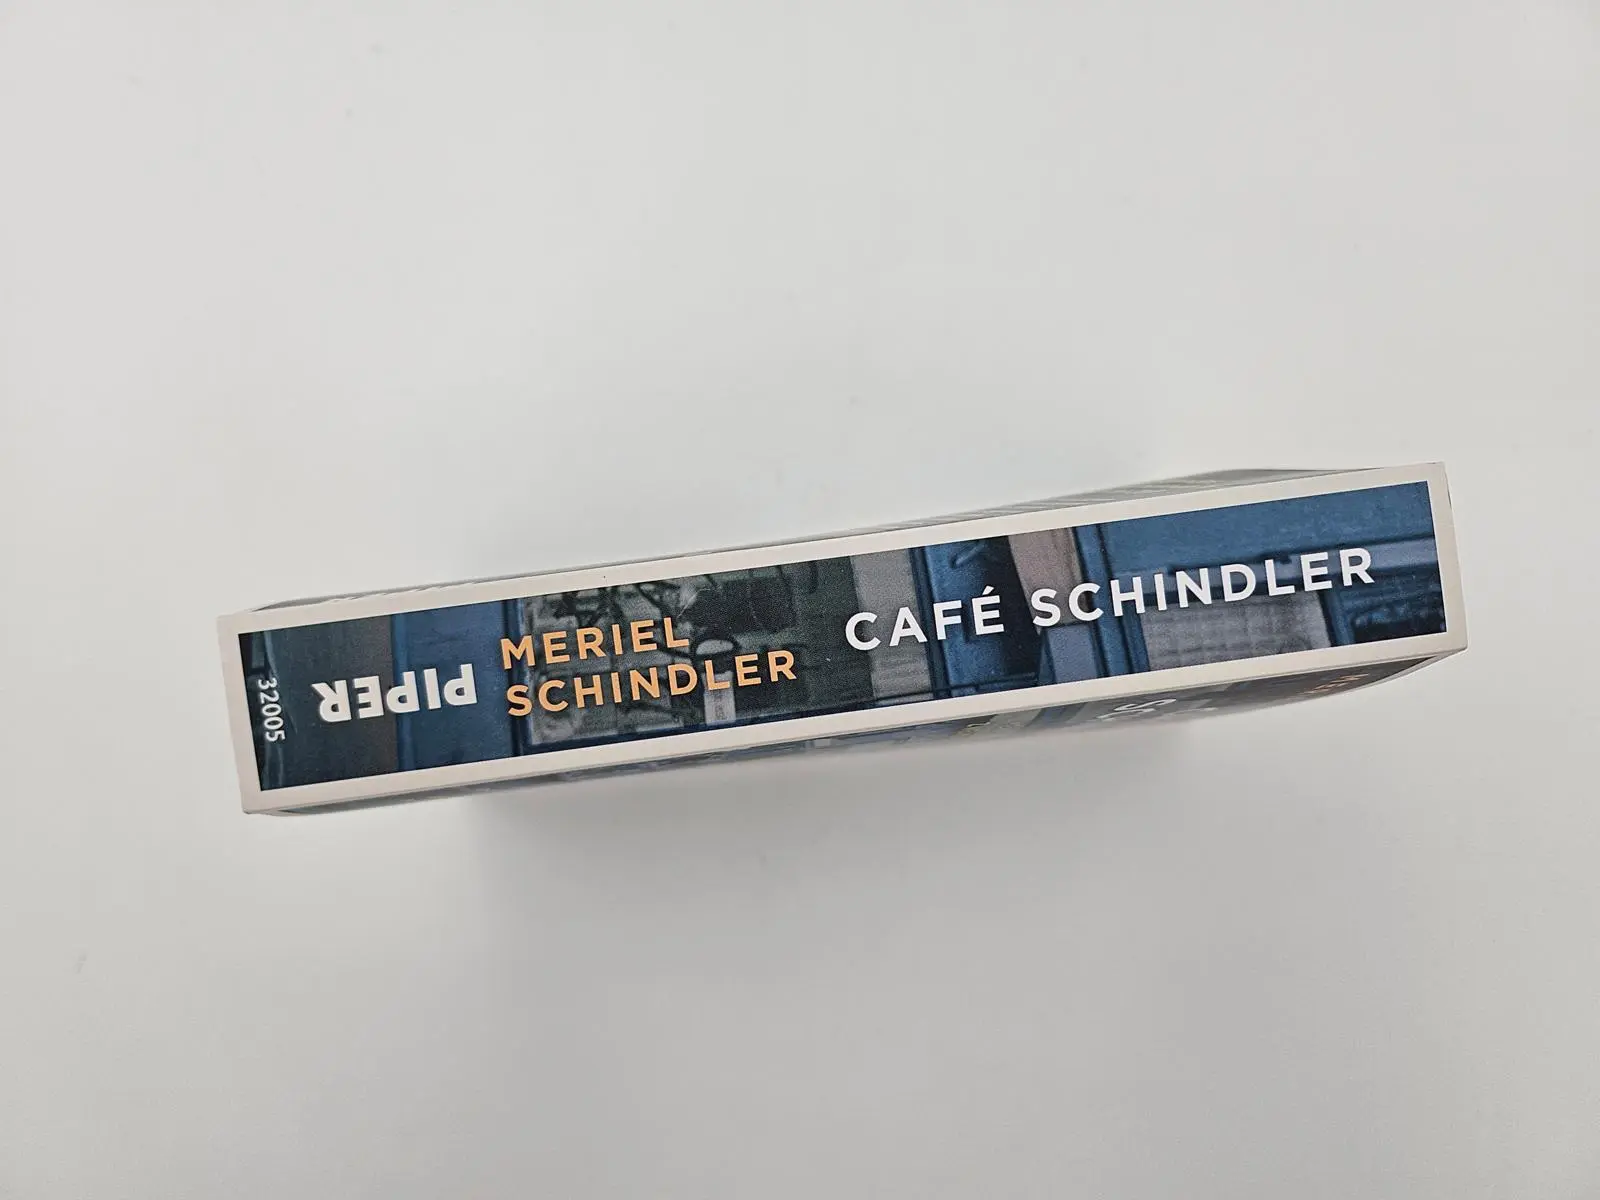 MERIEL
SCHINDLER
CAFÉ SCHINDLER
PIPER
32005